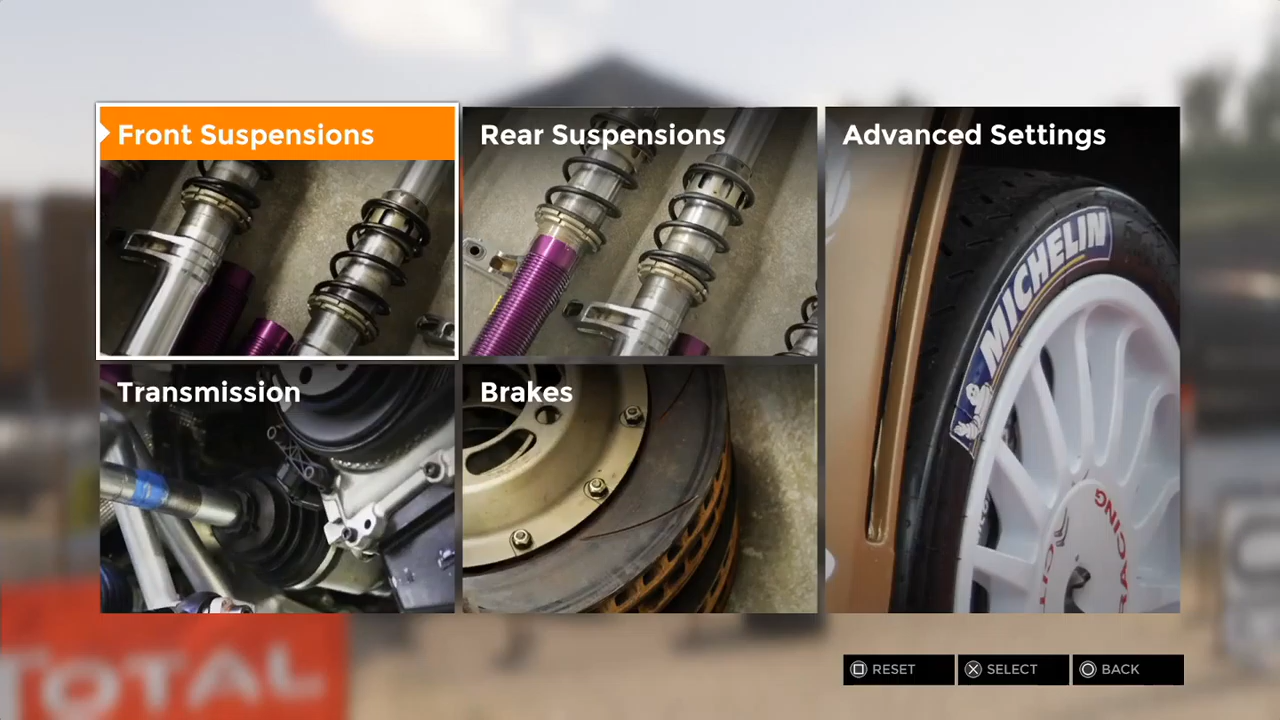 Front Suspensions
Rear Suspensions
Advanced Settings
MICHELIN
Transmission
Brakes
RACING
TOTAL
RESET
SELECT
BACK